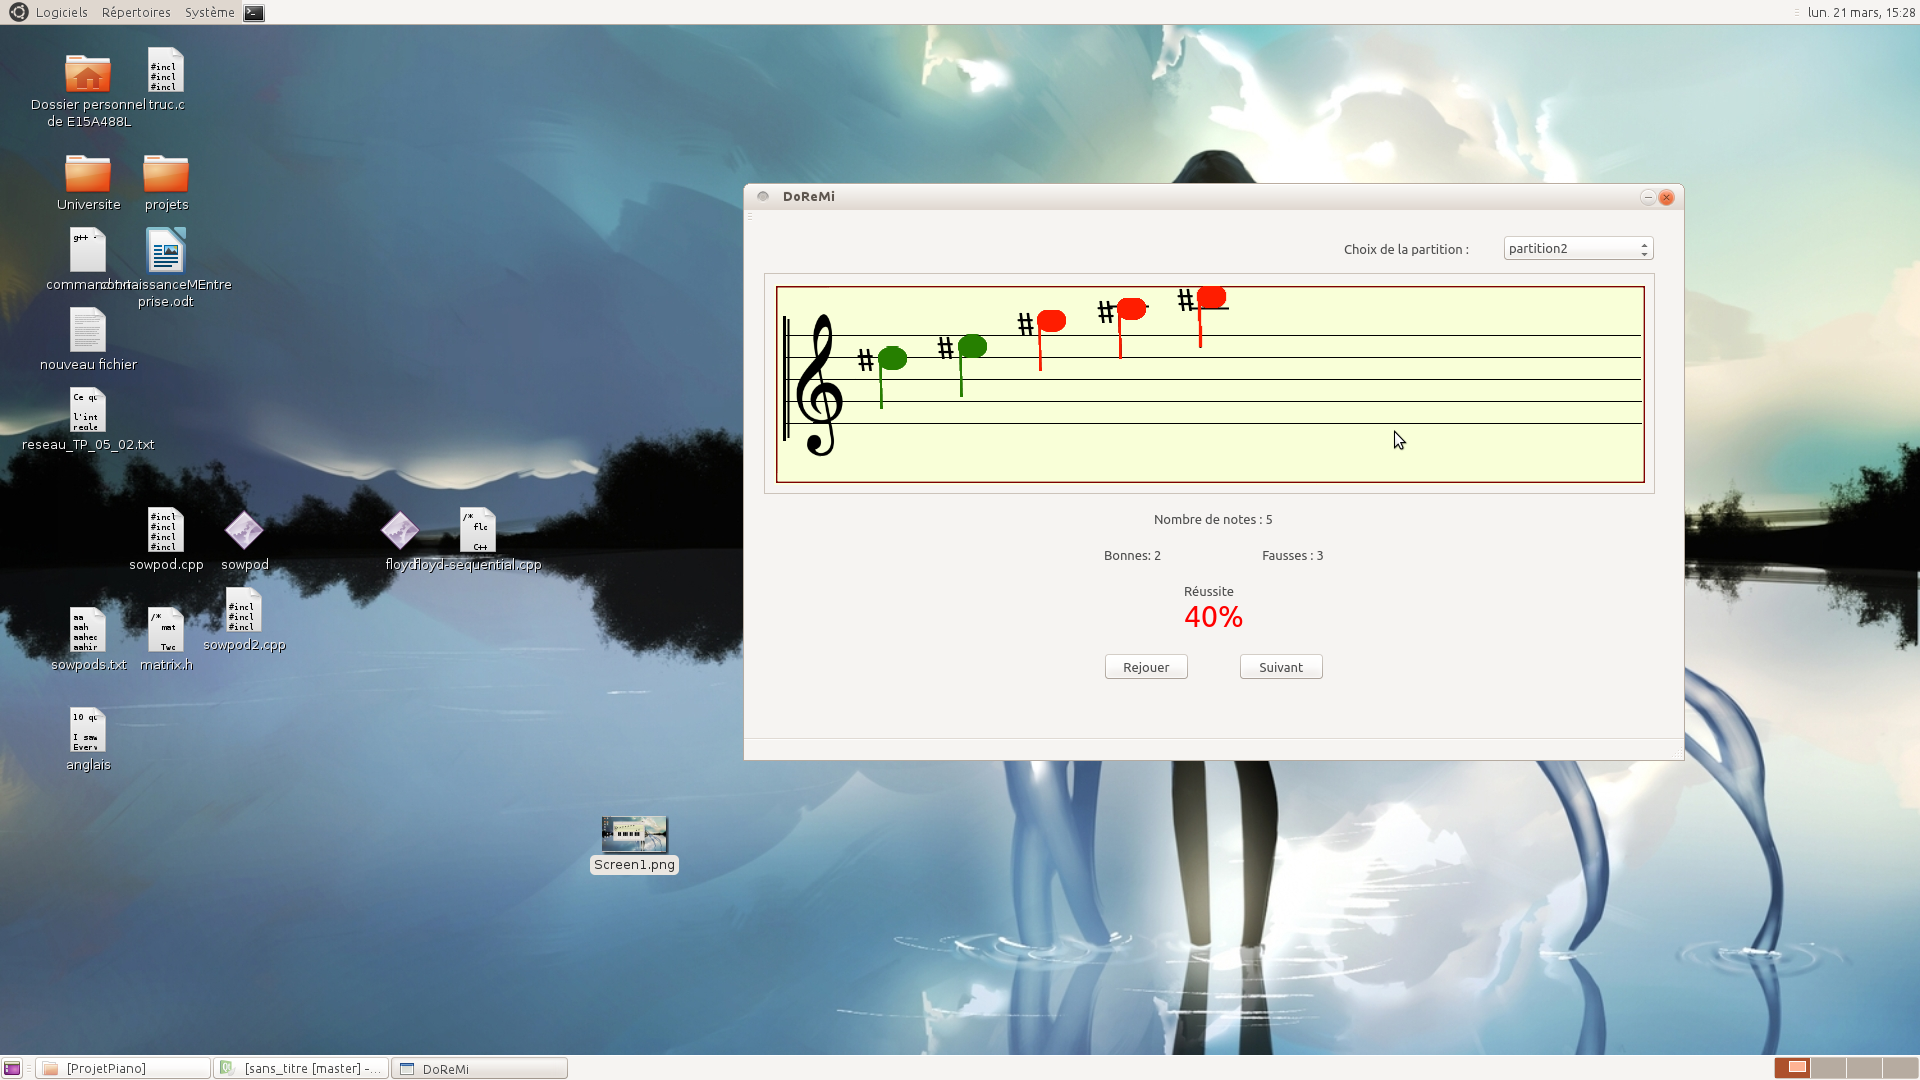 Logiciels Répertoires Système
lun. 21 mars, 15:28
Dossier personnel
de E15A488L
#incl
#incl
#incl
truc.c
Universite
projets
g++ -
nouveau fichier
prise.odt
Ce qu
l'int
regle
reseau_TP_05_02.txt
#incl
#incl
#incl
#incl
sowpod.cpp
sowpod
/*
flo
C++
floyd-sequential.cpp
aa
aah
aahed
aahir
sowpods.txt
/*
mat
Two
matrix.h
#incl
#incl
#incl
sowpod2.cpp
10 qu
I saw
Every
anglais
Screen1.png
DoReMi
Choix de la partition :
partition2
Nombre de notes : 5
Bonnes: 2
Fausses : 3
Réussite
40%
Rejouer
Suivant
[ProjetPiano]
[sans_titre [master] -...
DoReMi